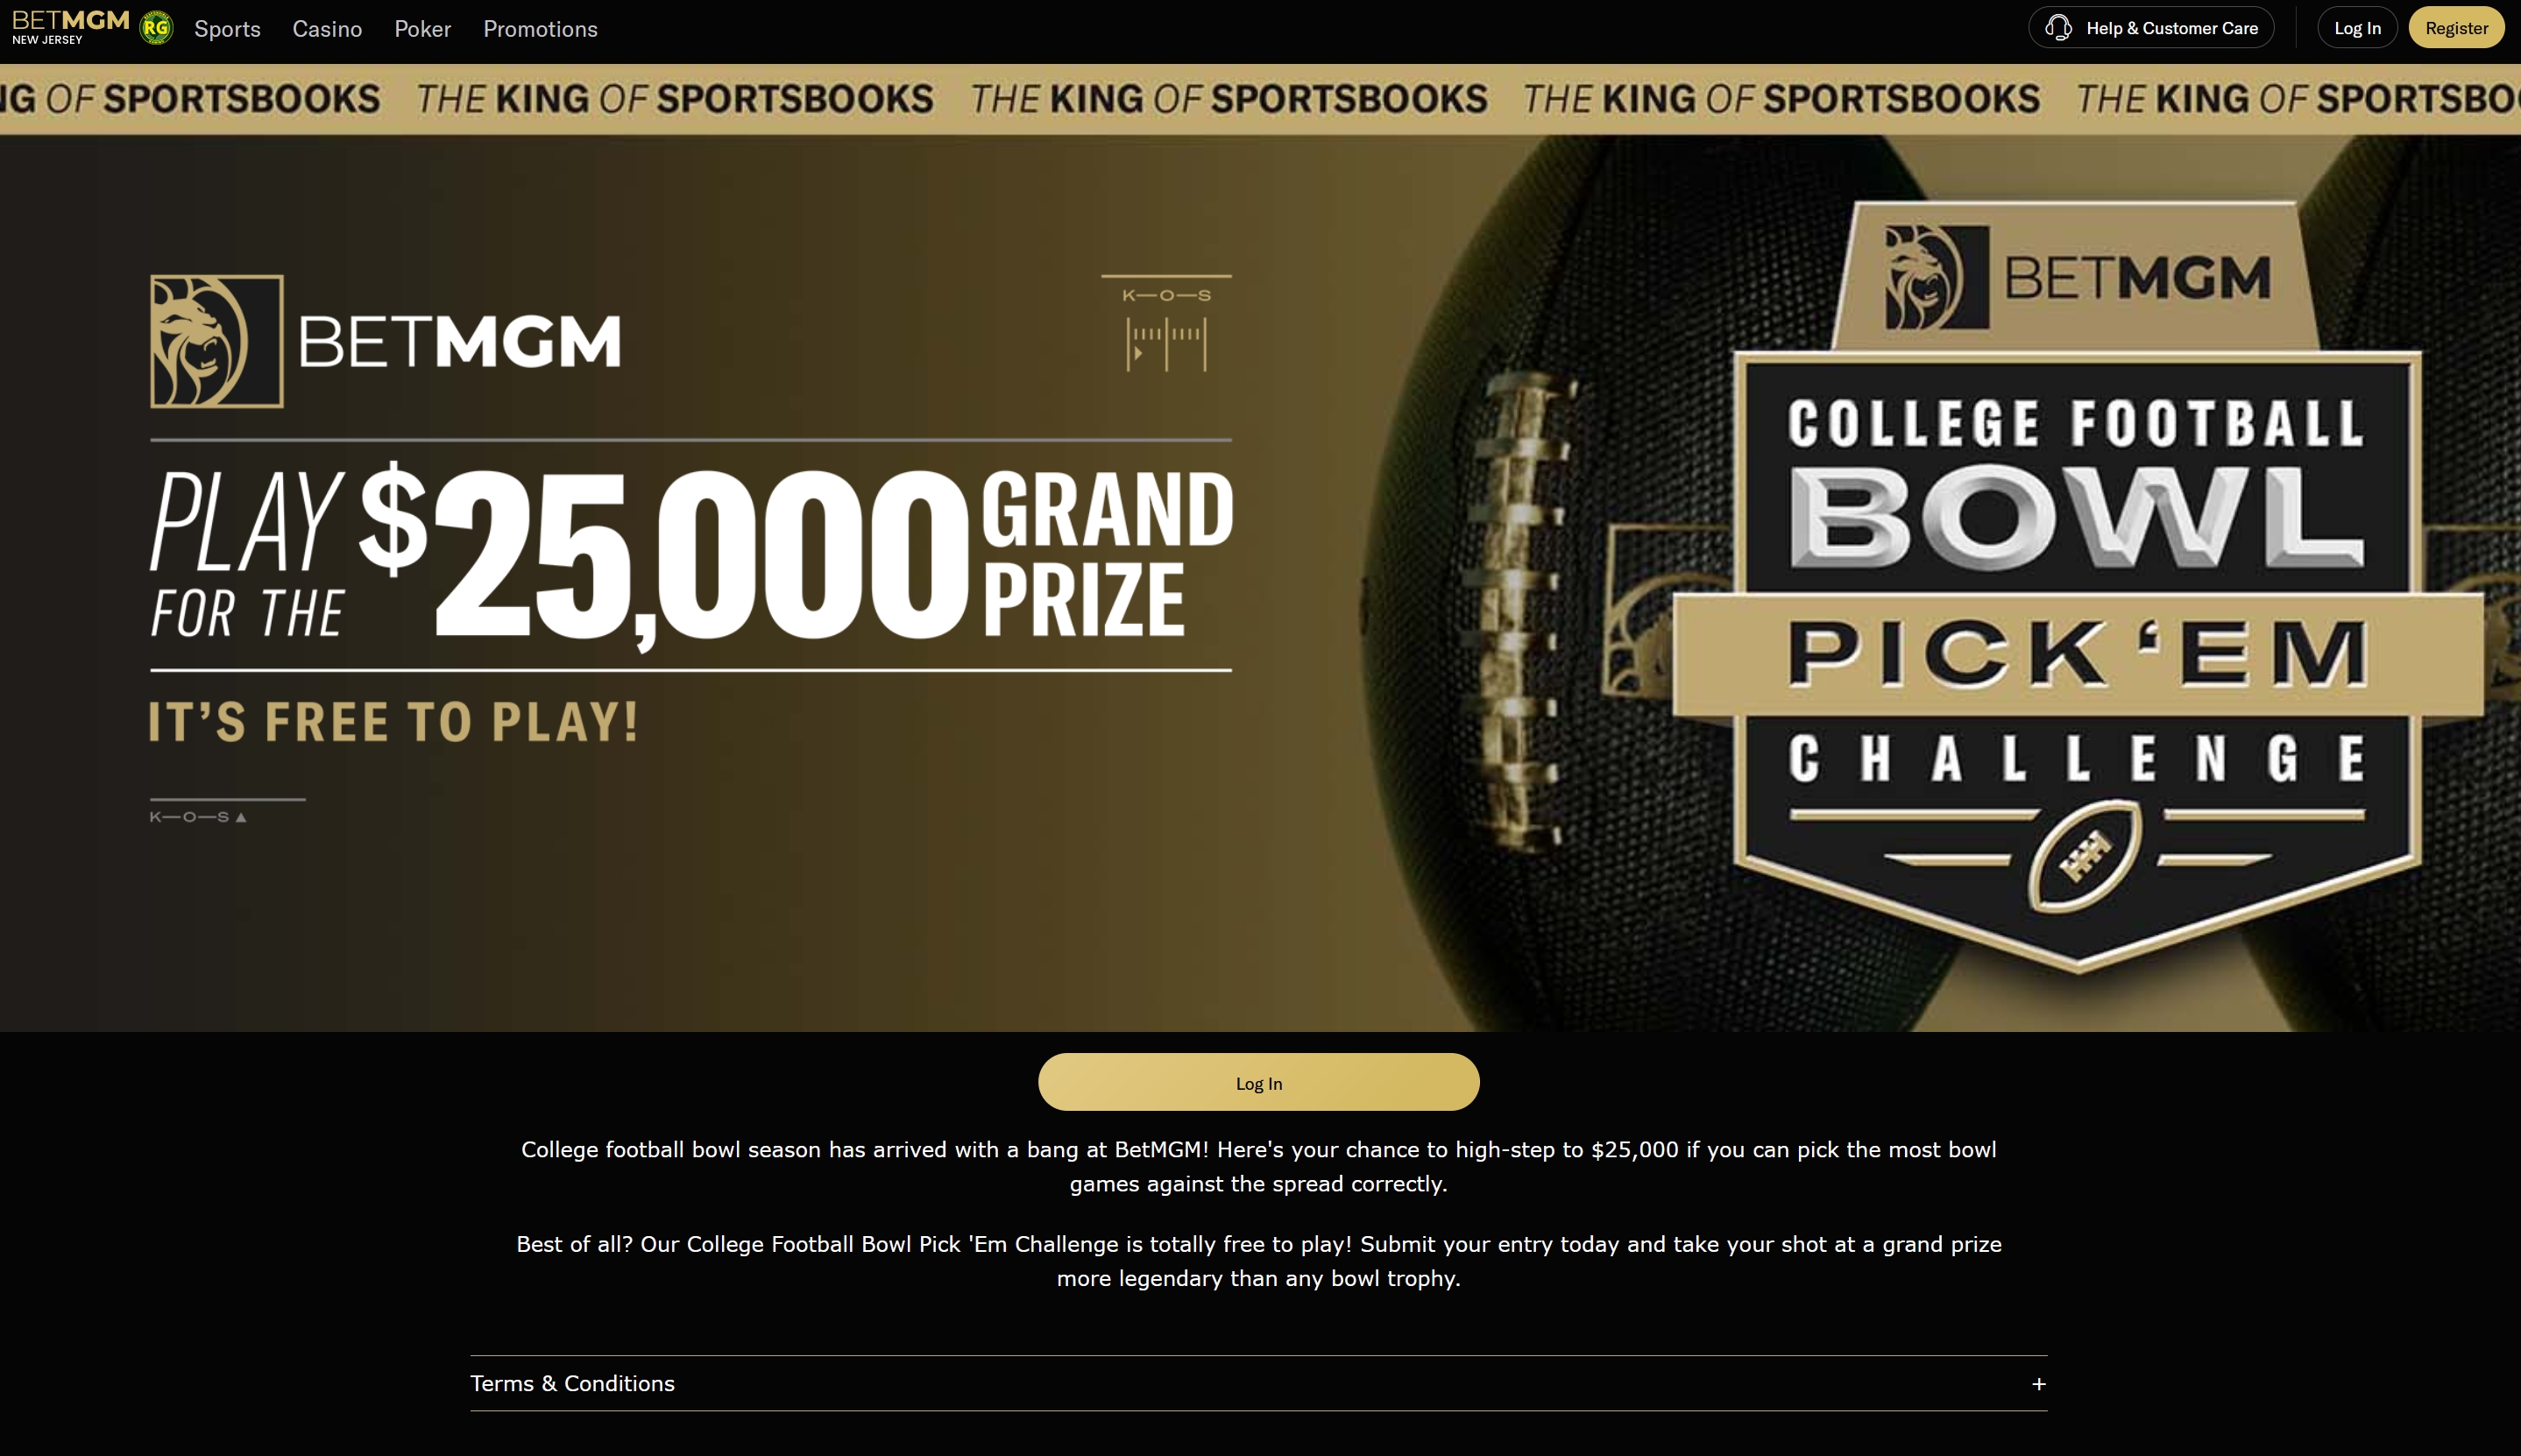 BETMGM
NEW JERSEY
RG
Sports
Casino
Poker
Promotions
Help & Customer Care
Log In
Register
NG OF SPORTSBOOKS THE KING OF SPORTSBOOKS THE KING OF SPORTSBOOKS THE KING OF SPORTSBOOKS THE KING OF SPORTSBO
BETMGM
K—O—S
PLAY FOR THE $25,000 GRAND PRIZE
IT’S FREE TO PLAY!
K—O—S
BETMGM
COLLEGE FOOTBALL
BOWL
PICK ‘EM
CHALLENGE
Log In
College football bowl season has arrived with a bang at BetMGM! Here's your chance to high-step to $25,000 if you can pick the most bowl
games against the spread correctly.
Best of all? Our College Football Bowl Pick 'Em Challenge is totally free to play! Submit your entry today and take your shot at a grand prize
more legendary than any bowl trophy.
Terms & Conditions
+